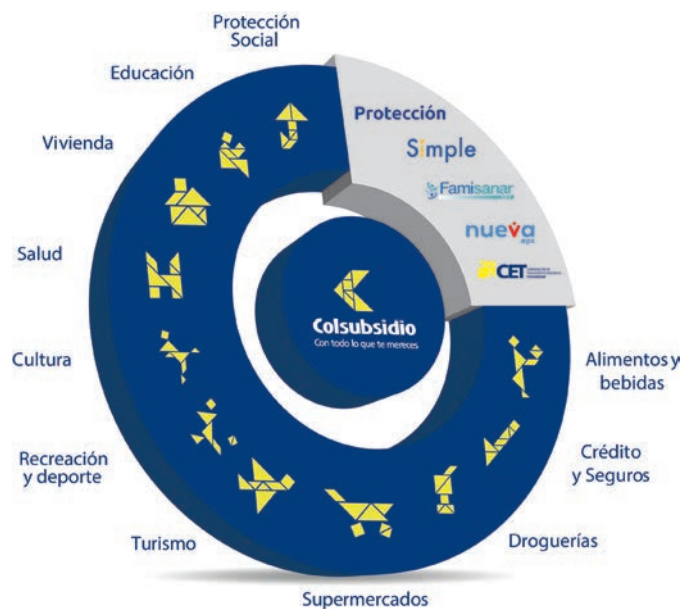 Protección
Social
Educación
Vivienda
Salud
Cultura
Recreación
y deporte
Turismo
Supermercados
Droguerías
Crédito
y Seguros
Alimentos y
bebidas
Protección
Simple
Famisanar
nueva
eps
CET
Colsubsidio
Con todo lo que te mereces